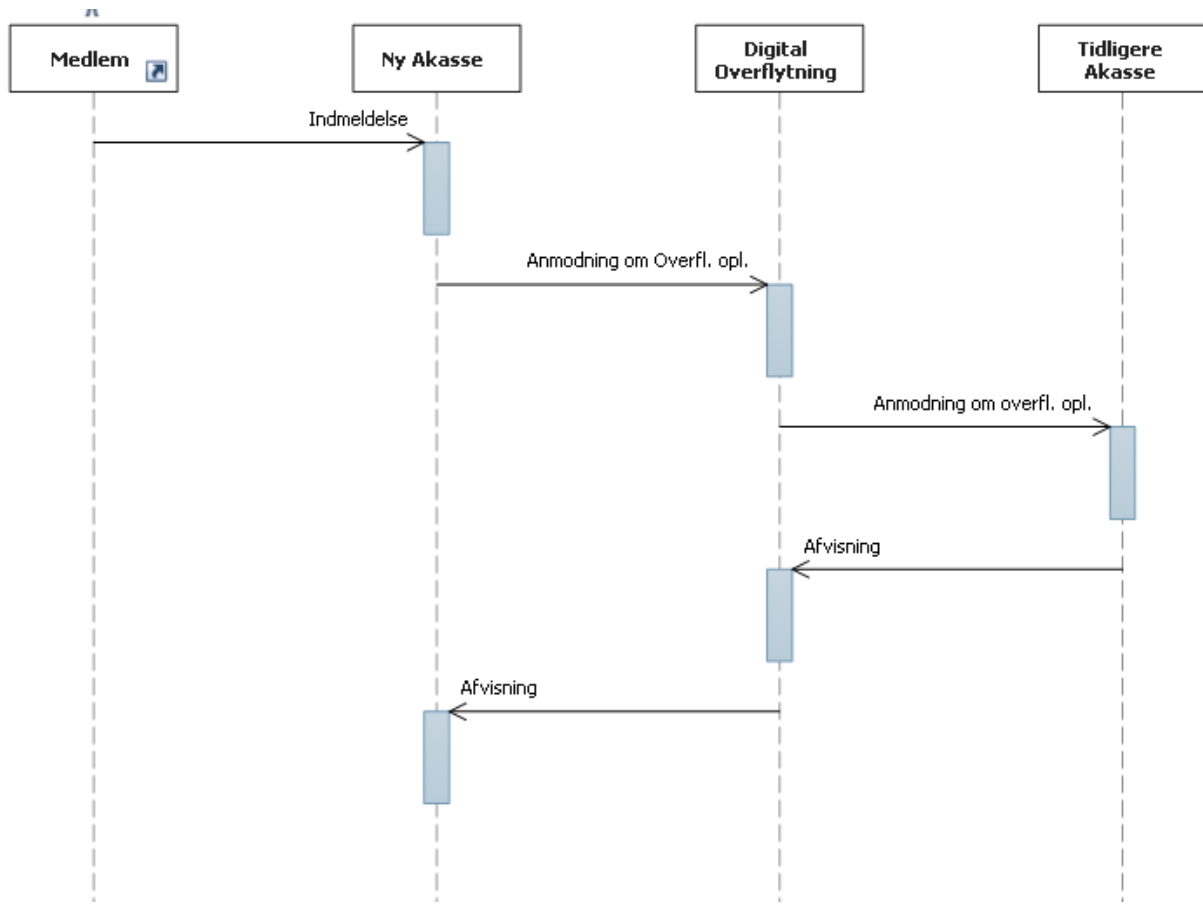 Medlem
Ny Akasse
Digital
Overflytning
Tidligere
Akasse
Indmeldelse
Anmodning om Overfl. opl.
Anmodning om overfl. opl.
Afvisning
Afvisning